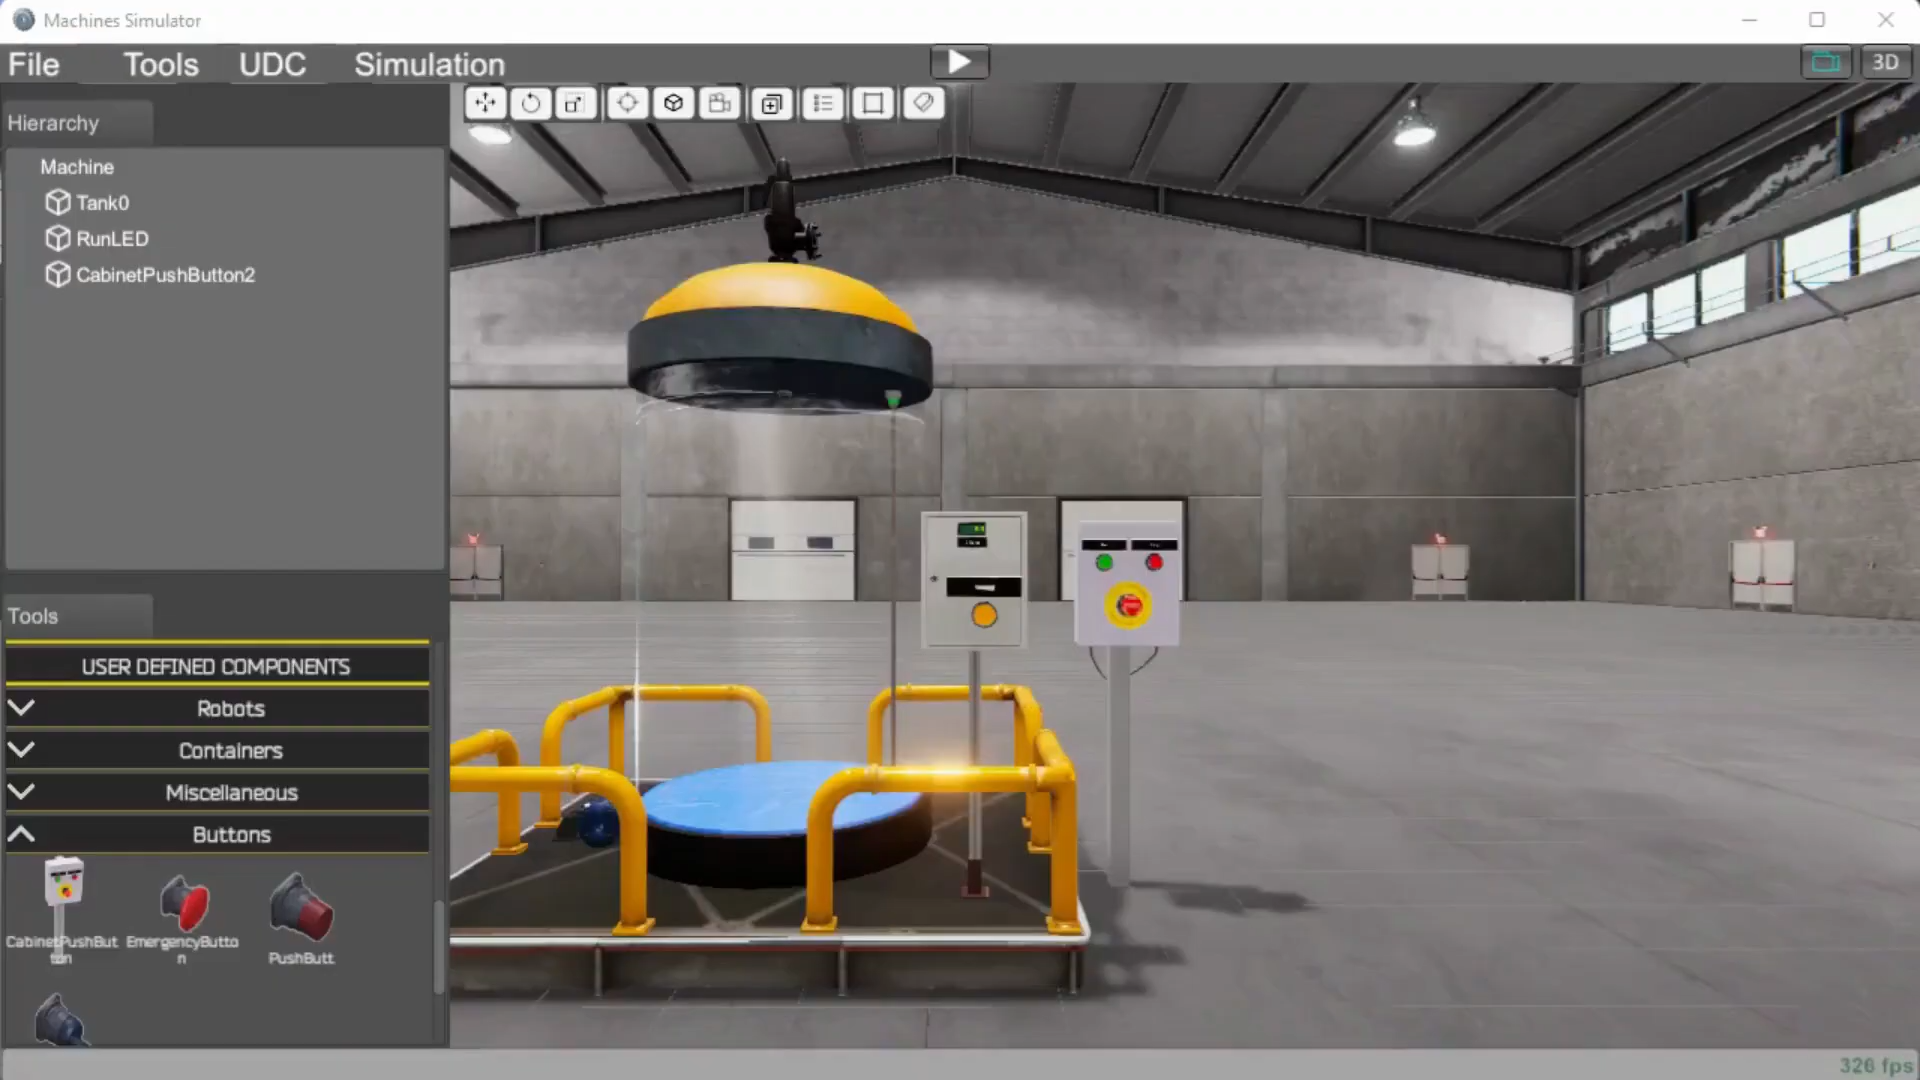 Machines Simulator
File Tools UDC Simulation 3D
Hierarchy
Machine
Tank0
RunLED
CabinetPushButton2
Tools
USER DEFINED COMPONENTS
Robots
Containers
Miscellaneous
Buttons
CabinetPushBut
ton
EmergencyButto
n
PushButt
326 fps